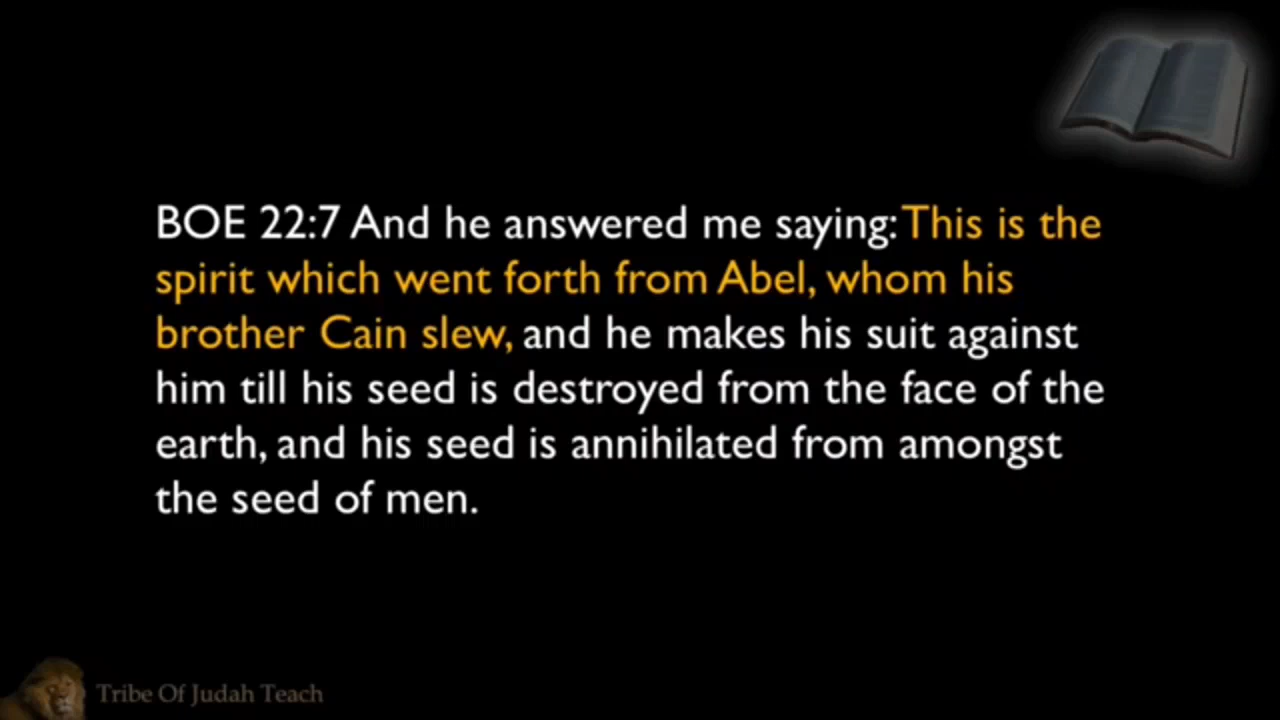 BOE 22:7 And he answered me saying: This is the
spirit which went forth from Abel, whom his
brother Cain slew, and he makes his suit against
him till his seed is destroyed from the face of the
earth, and his seed is annihilated from amongst
the seed of men.
Tribe Of Judah Teach